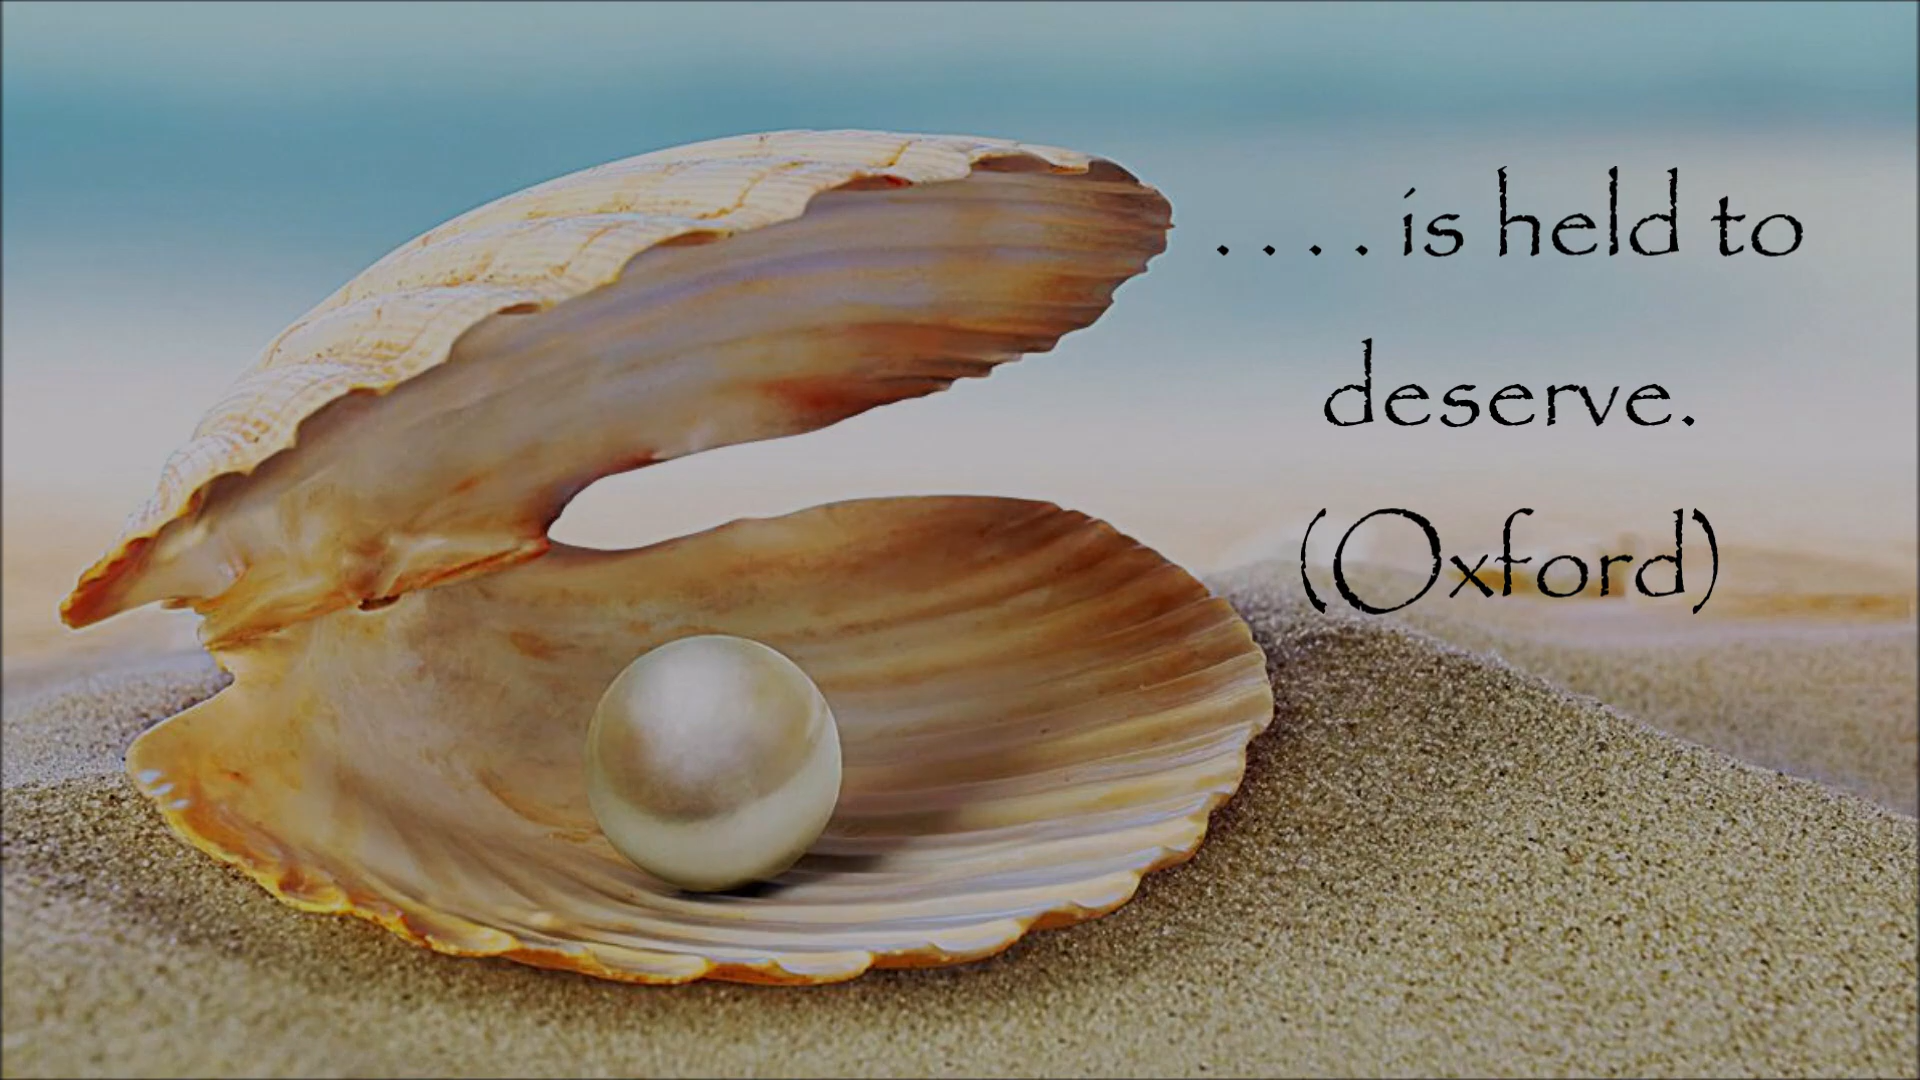 . . . . is held to
deserve.
(Oxford)